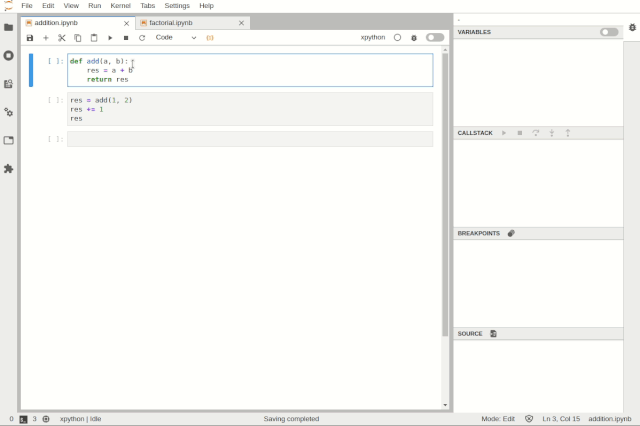 File Edit View Run Kernel Tabs Settings Help
addition.ipynb
factorial.ipynb
Code
xpython
[ ]: def add(a, b):
res = a + b
return res
[ ]: res = add(1, 2)
res += 1
res
[ ]:
VARIABLES
CALLSTACK
BREAKPOINTS
SOURCE
0 3 xpython | Idle Saving completed Mode: Edit Ln 3, Col 15 addition.ipynb